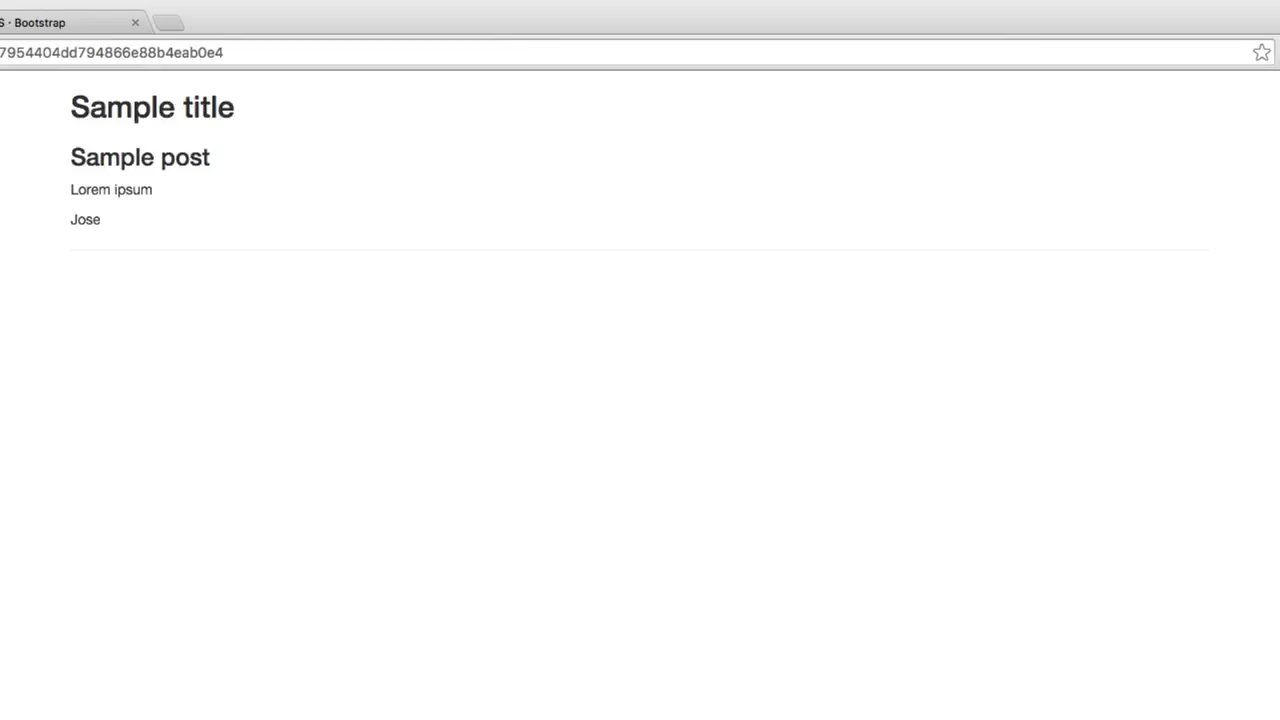 S · Bootstrap
7954404dd794866e88b4eab0e4
Sample title
Sample post
Lorem ipsum
Jose